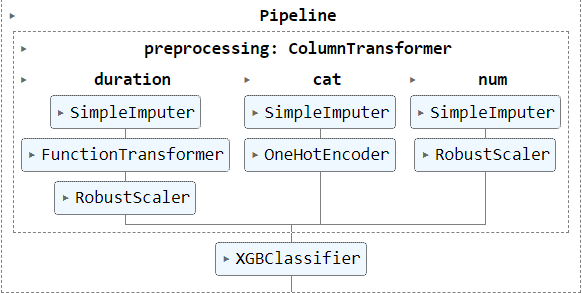 Pipeline
preprocessing: ColumnTransformer
duration cat num
SimpleImputer SimpleImputer SimpleImputer
FunctionTransformer OneHotEncoder RobustScaler
RobustScaler
XGBClassifier